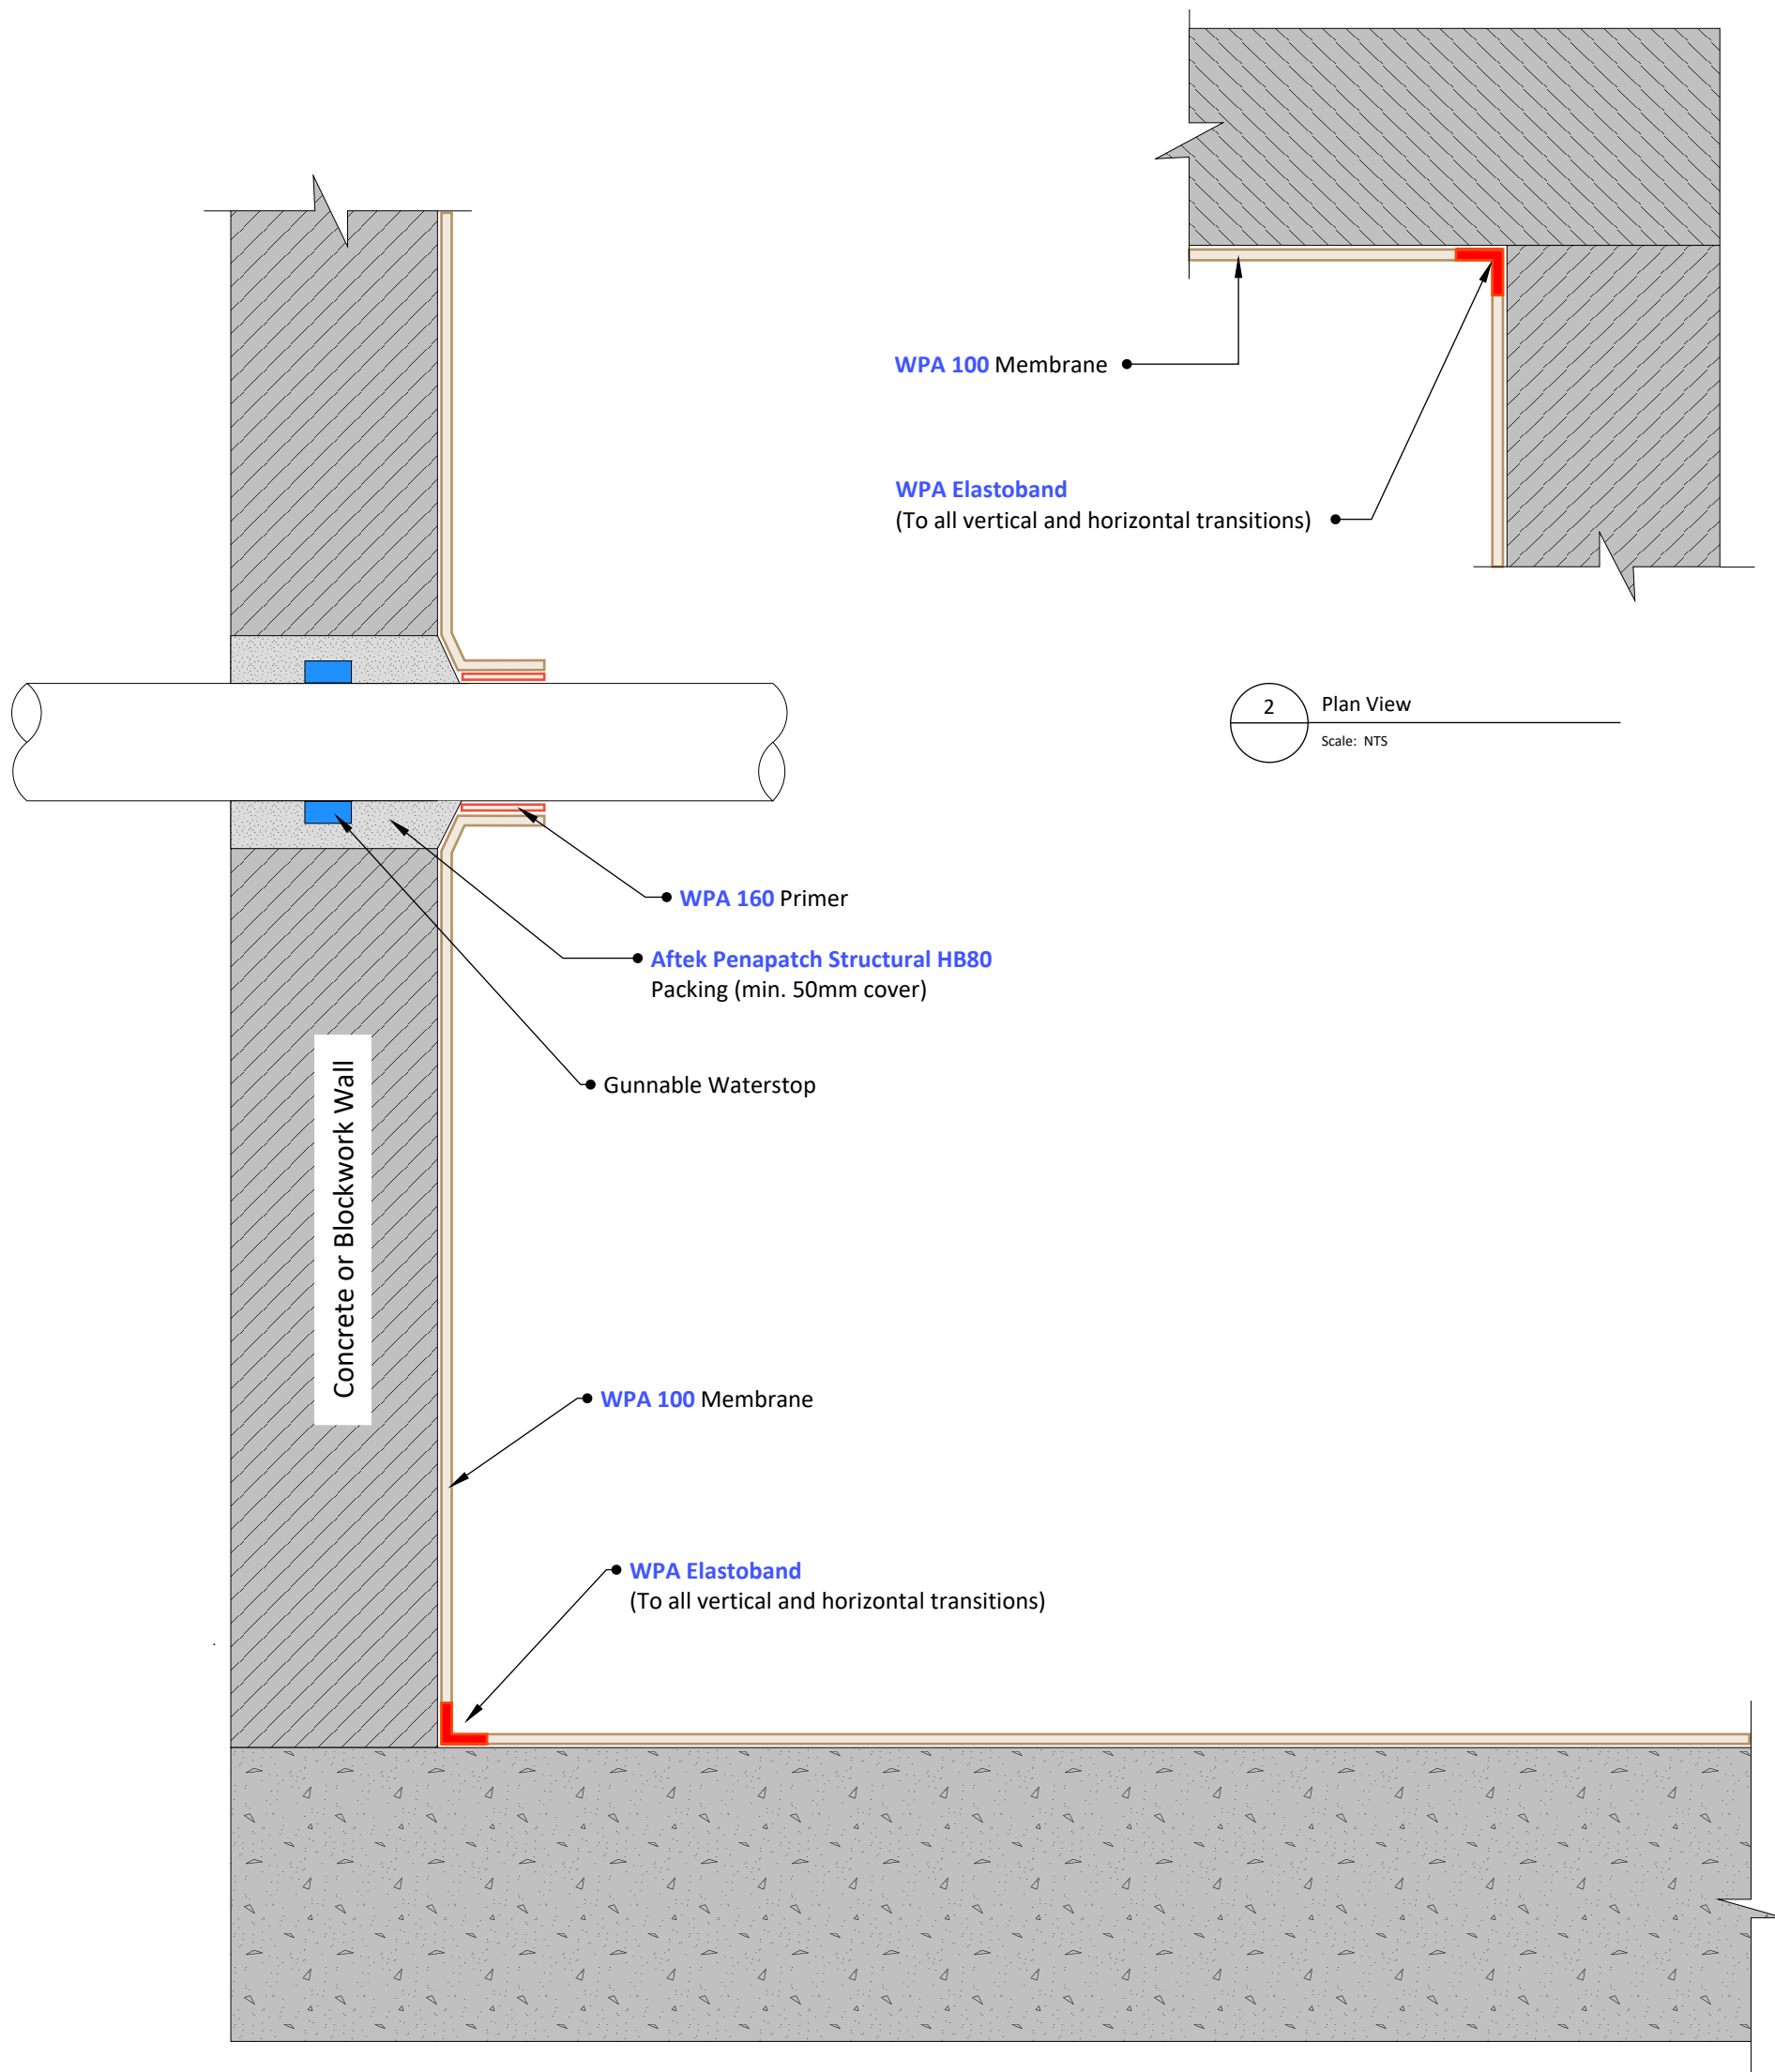 WPA 100 Membrane
WPA Elastoband
(To all vertical and horizontal transitions)
2
Plan View
Scale: NTS
WPA 160 Primer
Aftek Penapatch Structural HB80
Packing (min. 50mm cover)
Gunnable Waterstop
Concrete or Blockwork Wall
WPA 100 Membrane
WPA Elastoband
(To all vertical and horizontal transitions)